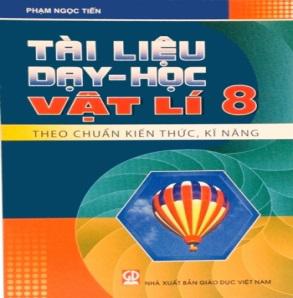 PHẠM NGỌC TIẾN
TÀI LIỆU
DẠY-HỌC
VẬT LÍ 8
THEO CHUẨN KIẾN THỨC, KĨ NĂNG
NHÀ XUẤT BẢN GIÁO DỤC VIỆT NAM